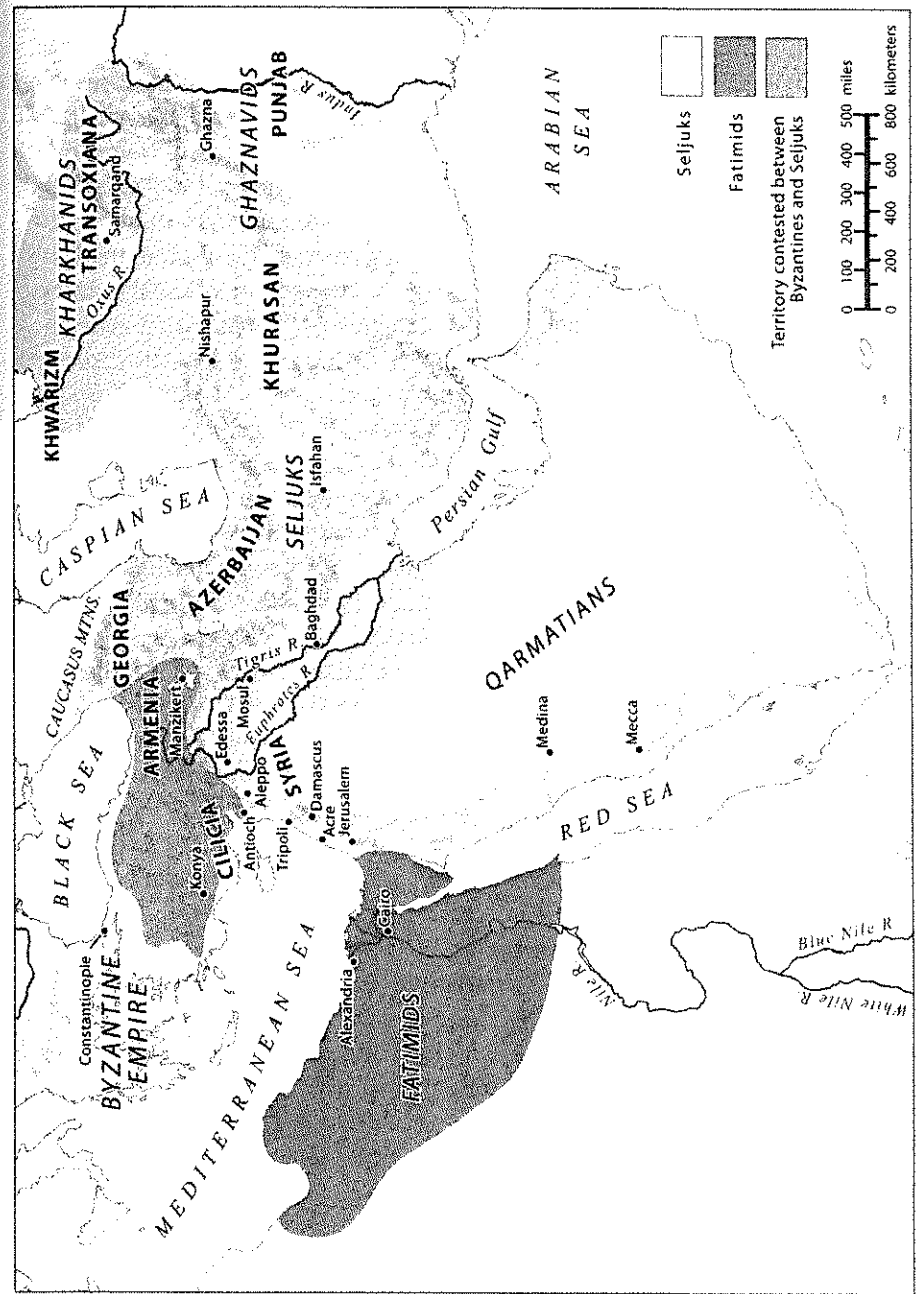 BLACK SEA
CAUCASUS MTNS.
CASPIAN SEA
KHWARIZM
KHARKHANIDS
TRANSOXIANA
Oxus R.
Samarqand
Constantinople
BYZANTINE
EMPIRE
GEORGIA
ARMENIA
Manzikert
AZERBAIJAN
Konya
CILICIA
Edessa
Mosul
Tigris R.
Nishapur
Ghazna
Antioch
Aleppo
SYRIA
Euphrates R.
SELJUKS
KHURASAN
GHAZNAVIDS
PUNJAB
Tripoli
Damascus
Acre
Jerusalem
Baghdad
Isfahan
Indus R.
MEDITERRANEAN SEA
Alexandria
Cairo
FATIMIDS
Persian Gulf
QARMATIANS
Medina
Mecca
RED SEA
Nile R.
Blue Nile R.
White Nile R.
ARABIAN
SEA
Seljuks
Fatimids
Territory contested between
Byzantines and Seljuks
0 100 200 300 400 500 miles
0 200 400 600 800 kilometers